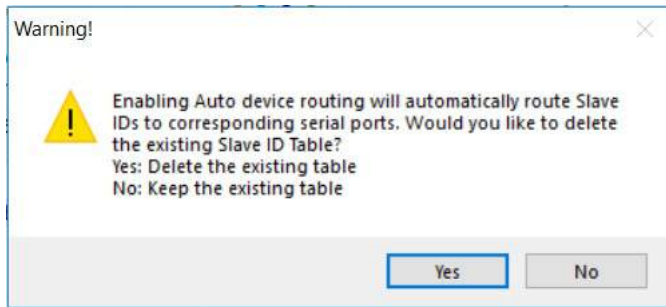 Warning!
Enabling Auto device routing will automatically route Slave
IDs to corresponding serial ports. Would you like to delete
the existing Slave ID Table?
Yes: Delete the existing table
No: Keep the existing table
Yes No